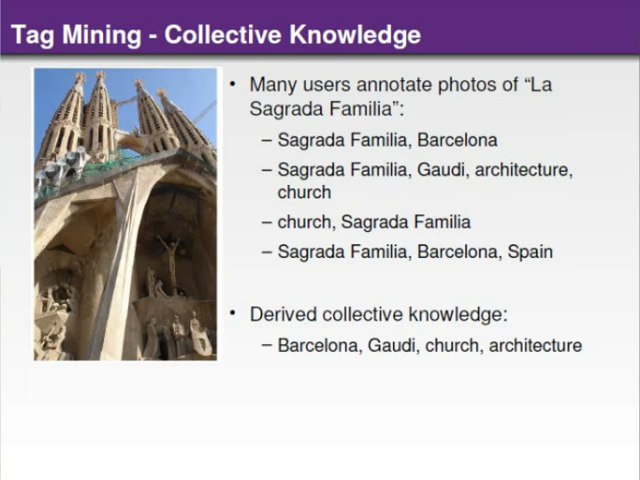 Tag Mining - Collective Knowledge
• Many users annotate photos of “La
Sagrada Familia”:
– Sagrada Familia, Barcelona
– Sagrada Familia, Gaudi, architecture,
church
– church, Sagrada Familia
– Sagrada Familia, Barcelona, Spain
• Derived collective knowledge:
– Barcelona, Gaudi, church, architecture